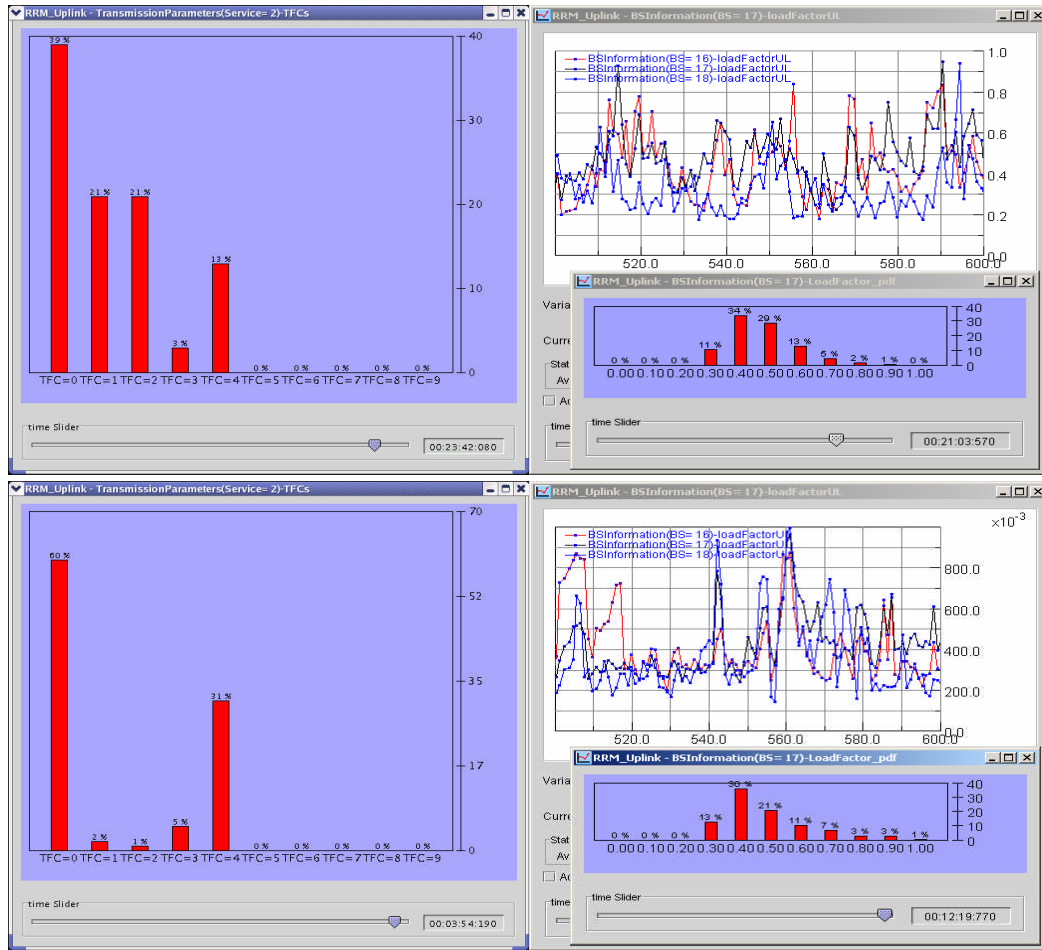 RRM_Uplink - TransmissionParameters(Service= 2)-TFCs
39 %
21 %
21 %
3 %
13 %
0 %
0 %
0 %
0 %
0 %
40
30
20
10
0
TFC=0 TFC=1 TFC=2 TFC=3 TFC=4 TFC=5 TFC=6 TFC=7 TFC=8 TFC=9
time Slider
00:23:42:080
RRM_Uplink - BSInformation(BS= 17)-loadFactorUL
BSInformation(BS= 16)-loadFactorUL
BSInformation(BS= 17)-loadFactorUL
BSInformation(BS= 18)-loadFactorUL
1.0
0.8
0.6
0.4
0.2
0.0
520.0 540.0 560.0 580.0 600.0
Varia
Curre
Stat
Av
time
RRM_Uplink - BSInformation(BS= 17)-LoadFactor_pdf
0 % 0 % 0 % 11 % 34 % 29 % 13 % 5 % 2 % 1 % 0 %
40
30
20
10
0
0.00 0.10 0.20 0.30 0.40 0.50 0.60 0.70 0.80 0.90 1.00
time Slider
00:21:03:570
RRM_Uplink - TransmissionParameters(Service= 2)-TFCs
60 %
2 %
1 %
5 %
31 %
0 %
0 %
0 %
0 %
0 %
70
52
35
17
0
TFC=0 TFC=1 TFC=2 TFC=3 TFC=4 TFC=5 TFC=6 TFC=7 TFC=8 TFC=9
time Slider
00:03:54:190
RRM_Uplink - BSInformation(BS= 17)-loadFactorUL
BSInformation(BS= 16)-loadFactorUL
BSInformation(BS= 17)-loadFactorUL
BSInformation(BS= 18)-loadFactorUL
×10⁻³
800.0
600.0
400.0
200.0
0.0
520.0 540.0 560.0 580.0 600.0
Varia
Curre
Stat
Av
time
RRM_Uplink - BSInformation(BS= 17)-LoadFactor_pdf
0 % 0 % 0 % 13 % 21 % 11 % 7 % 3 % 3 % 1 %
40
30
20
10
0
0.00 0.10 0.20 0.30 0.40 0.50 0.60 0.70 0.80 0.90 1.00
time Slider
00:12:19:770